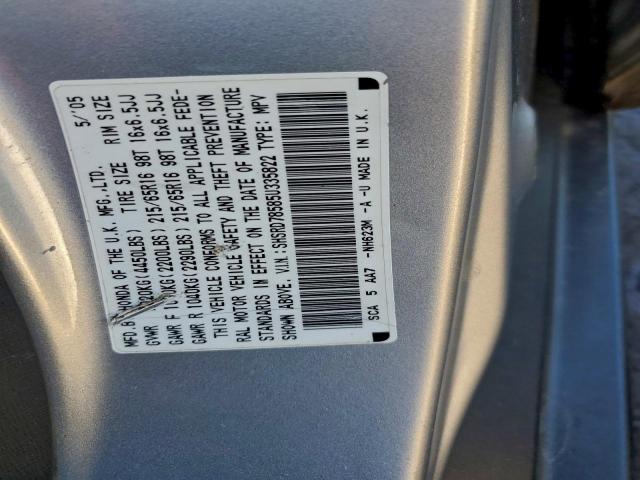 MFD. B HONDA OF THE U.K. MFG.,LTD. 5/'05
GVWR 2020KG(4450LBS) TIRE SIZE RIM SIZE
GAWR F KG(2200LBS) 215/65R16 98T 16x6.5JJ
GAWR R 1040KG(2290LBS) 215/65R16 98T 16x6.5JJ
THIS VEHICLE CONFORMS TO ALL APPLICABLE FEDE-
RAL MOTOR VEHICLE SAFETY AND THEFT PREVENTION
STANDARDS IN EFFECT ON THE DATE OF MANUFACTURE
SHOWN ABOVE. V.I.N.:SHSRD78585U335822 TYPE: MPV
SCA 5 AA7 -NH623M -A -U MADE IN U.K.